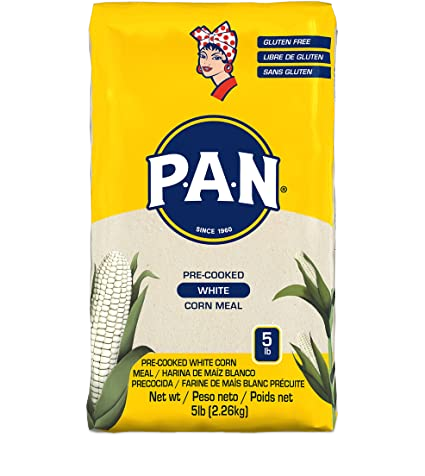 GLUTEN FREE
LIBRE DE GLUTEN
SANS GLUTEN
P.A.N®
SINCE 1960
PRE-COOKED
WHITE
CORN MEAL
5
lb
PRE-COOKED WHITE CORN
MEAL / HARINA DE MAÍZ BLANCO
PRECOCIDA / FARINE DE MAÏS BLANC PRÉCUITE
Net wt / Peso neto / Poids net
5lb (2.26kg)